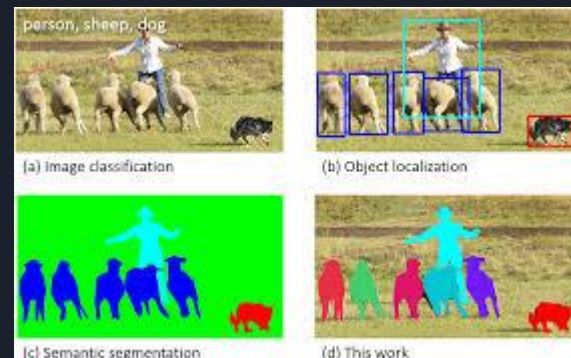 person, sheep, dog
(a) Image classification
(b) Object localization
(c) Semantic segmentation
(d) This work